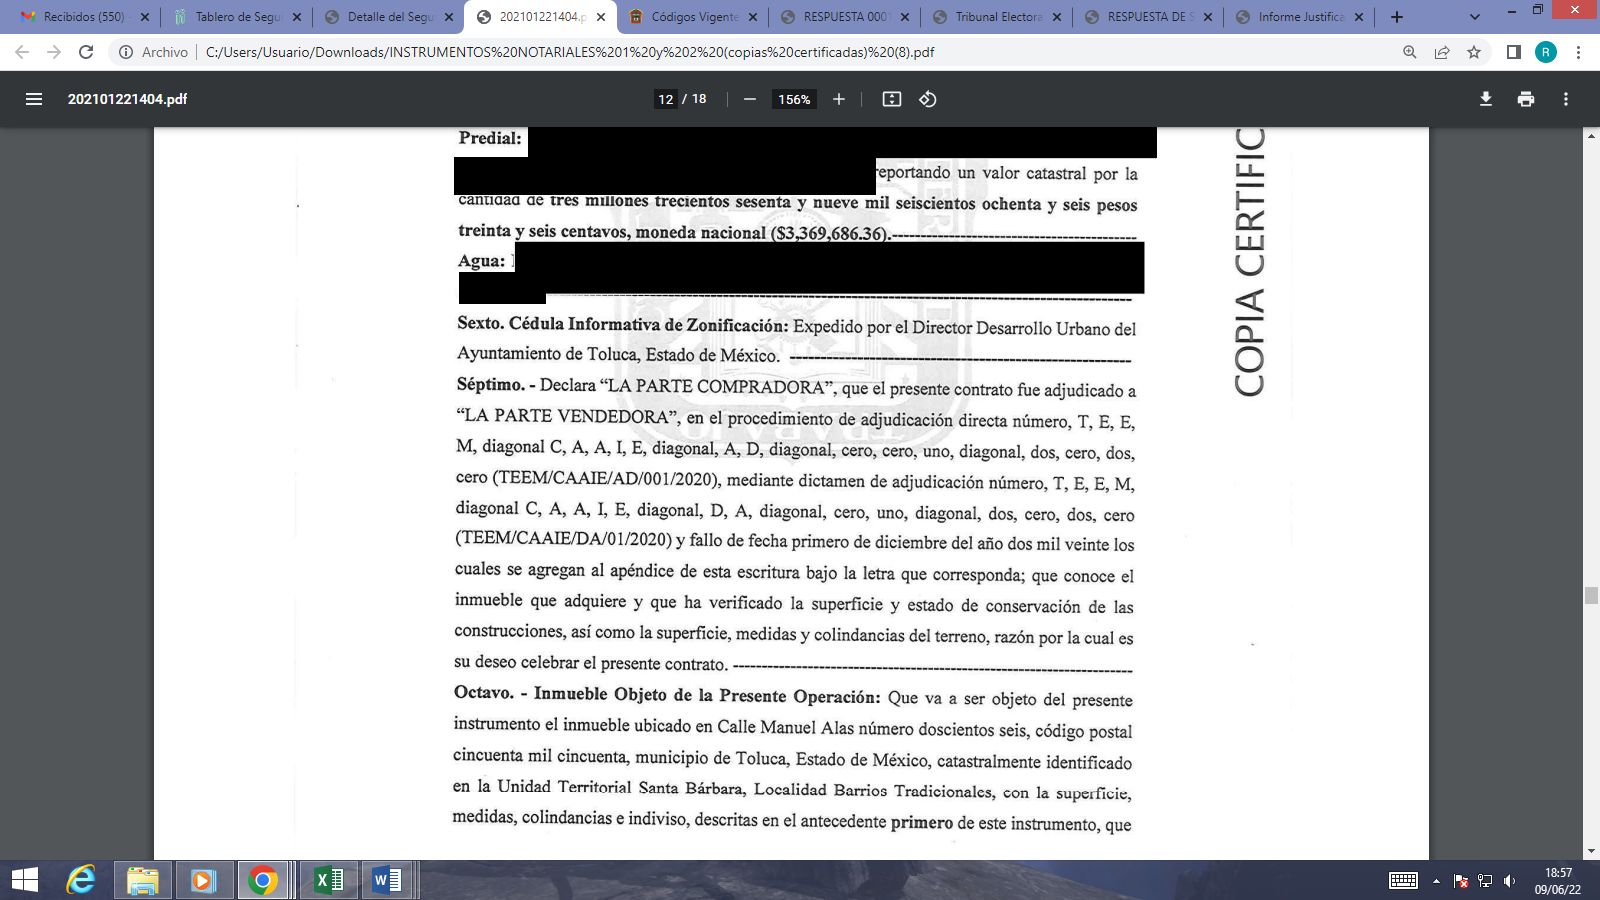 Recibidos (550) -
Tablero de Segui
Detalle del Segu
202101221404.p
Códigos Vigente
RESPUESTA 0001
Tribunal Electora
RESPUESTA DE S
Informe Justifica
Archivo | C:/Users/Usuario/Downloads/INSTRUMENTOS%20NOTARIALES%201%20y%202%20(copias%20certificadas)%20(8).pdf
R
202101221404.pdf
12 / 18
156%
Predial:
reportando un valor catastral por la
cantidad de tres millones trecientos sesenta y nueve mil seiscientos ochenta y seis pesos
treinta y seis centavos, moneda nacional ($3,369,686.36).
Agua:
Sexto. Cédula Informativa de Zonificación: Expedido por el Director Desarrollo Urbano del
Ayuntamiento de Toluca, Estado de México.
Séptimo. - Declara “LA PARTE COMPRADORA”, que el presente contrato fue adjudicado a
“LA PARTE VENDEDORA”, en el procedimiento de adjudicación directa número, T, E, E,
M, diagonal C, A, A, I, E, diagonal, A, D, diagonal, cero, cero, uno, diagonal, dos, cero, dos,
cero (TEEM/CAAIE/AD/001/2020), mediante dictamen de adjudicación número, T, E, E, M,
diagonal C, A, A, I, E, diagonal, D, A, diagonal, cero, uno, diagonal, dos, cero, dos, cero
(TEEM/CAAIE/DA/01/2020) y fallo de fecha primero de diciembre del año dos mil veinte los
cuales se agregan al apéndice de esta escritura bajo la letra que corresponda; que conoce el
inmueble que adquiere y que ha verificado la superficie y estado de conservación de las
construcciones, así como la superficie, medidas y colindancias del terreno, razón por la cual es
su deseo celebrar el presente contrato.
Octavo. - Inmueble Objeto de la Presente Operación: Que va a ser objeto del presente
instrumento el inmueble ubicado en Calle Manuel Alas número doscientos seis, código postal
cincuenta mil cincuenta, municipio de Toluca, Estado de México, catastralmente identificado
en la Unidad Territorial Santa Bárbara, Localidad Barrios Tradicionales, con la superficie,
medidas, colindancias e indiviso, descritas en el antecedente primero de este instrumento, que
COPIA CERTIFIC
18:57
09/06/22